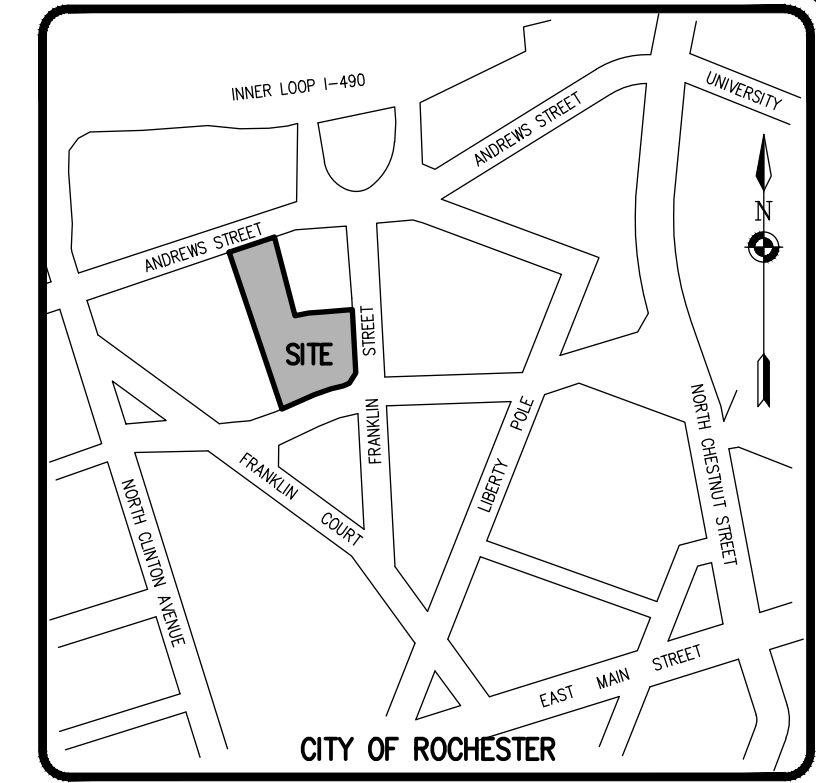 INNER LOOP I-490
UNIVERSITY
ANDREWS STREET
N
ANDREWS STREET
SITE
STREET
FRANKLIN
LIBERTY POLE
NORTH CHESTNUT STREET
FRANKLIN COURT
NORTH CLINTON AVENUE
EAST MAIN STREET
CITY OF ROCHESTER